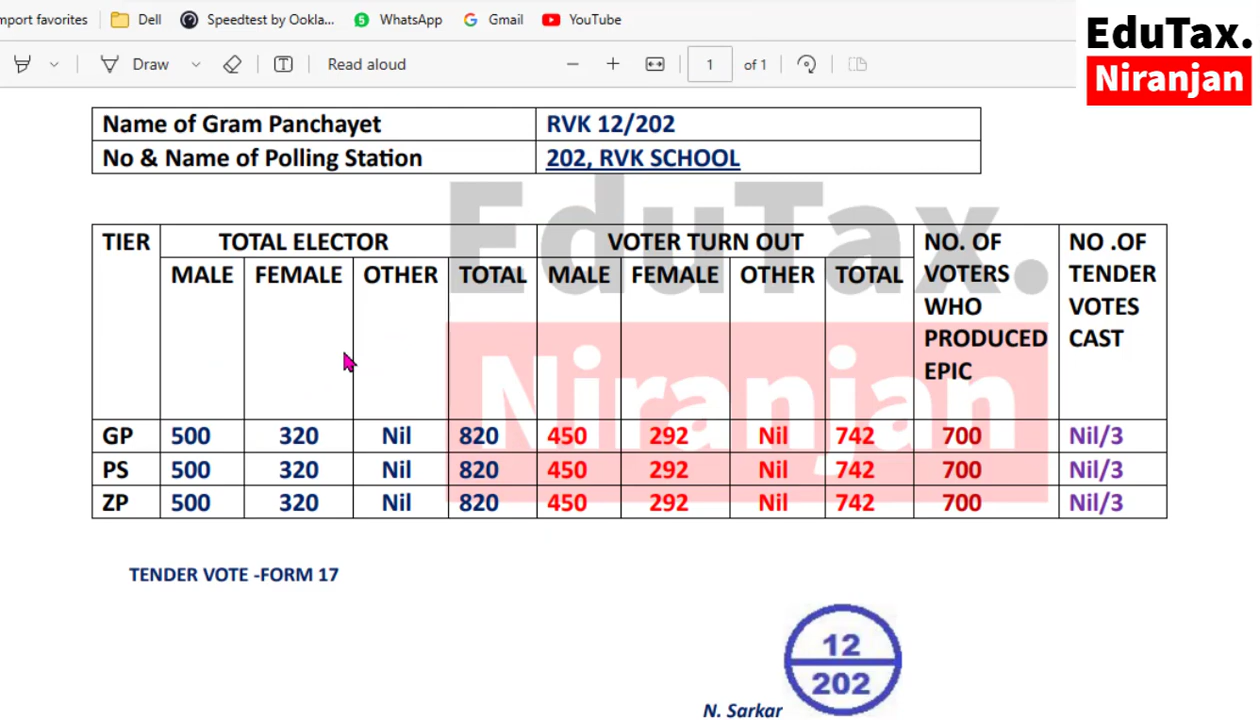 mport favorites Dell Speedtest by Ookla... WhatsApp Gmail YouTube
EduTax.
Niranjan
Draw Read aloud 1 of 1
Name of Gram Panchayet RVK 12/202
No & Name of Polling Station 202, RVK SCHOOL
EduTax.
Niranjan
TIER TOTAL ELECTOR VOTER TURN OUT NO. OF VOTERS WHO PRODUCED EPIC NO .OF TENDER VOTES CAST
MALE FEMALE OTHER TOTAL MALE FEMALE OTHER TOTAL
GP 500 320 Nil 820 450 292 Nil 742 700 Nil/3
PS 500 320 Nil 820 450 292 Nil 742 700 Nil/3
ZP 500 320 Nil 820 450 292 Nil 742 700 Nil/3
TENDER VOTE -FORM 17
12
202
N. Sarkar